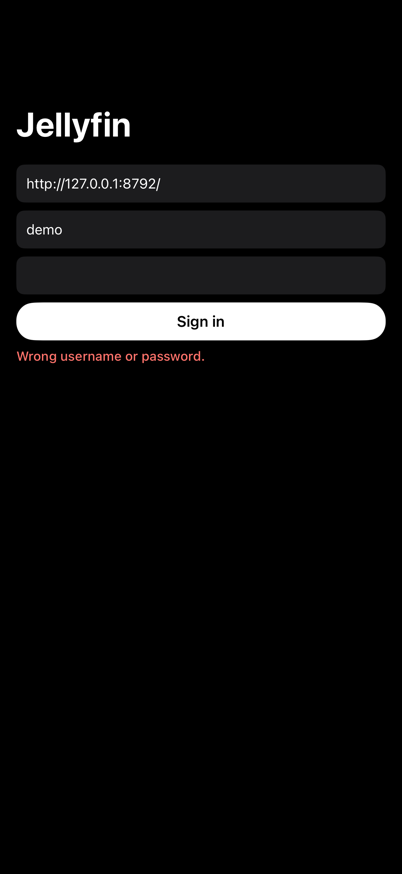 Jellyfin
http://127.0.0.1:8792/
demo
Sign in
Wrong username or password.